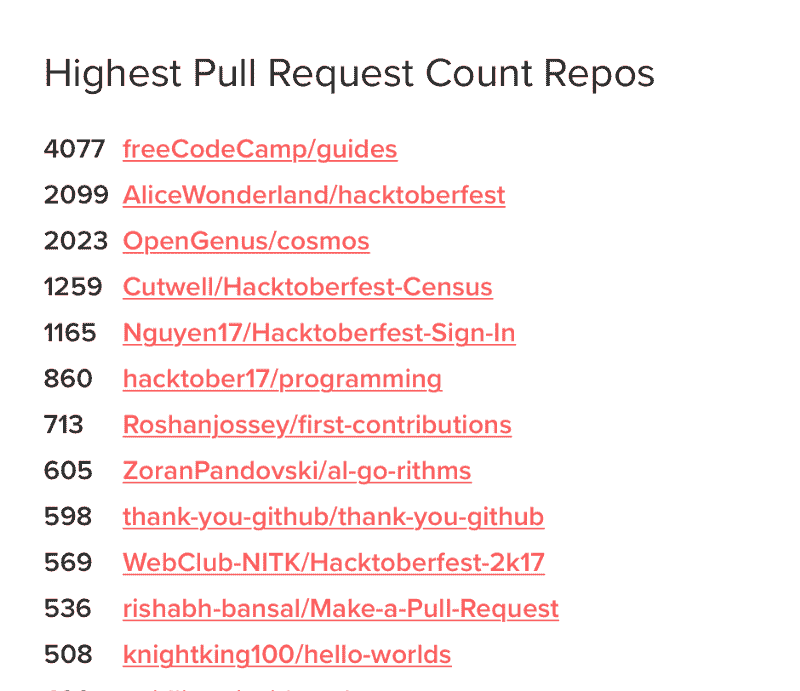 Highest Pull Request Count Repos
4077 freeCodeCamp/guides
2099 AliceWonderland/hacktoberfest
2023 OpenGenus/cosmos
1259 Cutwell/Hacktoberfest-Census
1165 Nguyen17/Hacktoberfest-Sign-In
860 hacktober17/programming
713 Roshanjossey/first-contributions
605 ZoranPandovski/al-go-rithms
598 thank-you-github/thank-you-github
569 WebClub-NITK/Hacktoberfest-2k17
536 rishabh-bansal/Make-a-Pull-Request
508 knightking100/hello-worlds